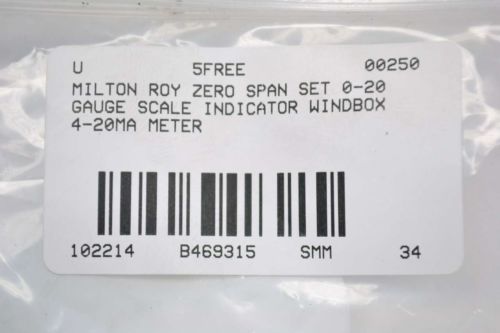 U 5FREE 00250
MILTON ROY ZERO SPAN SET 0-20
GAUGE SCALE INDICATOR WINDBOX
4-20MA METER
102214 B469315 SMM 34